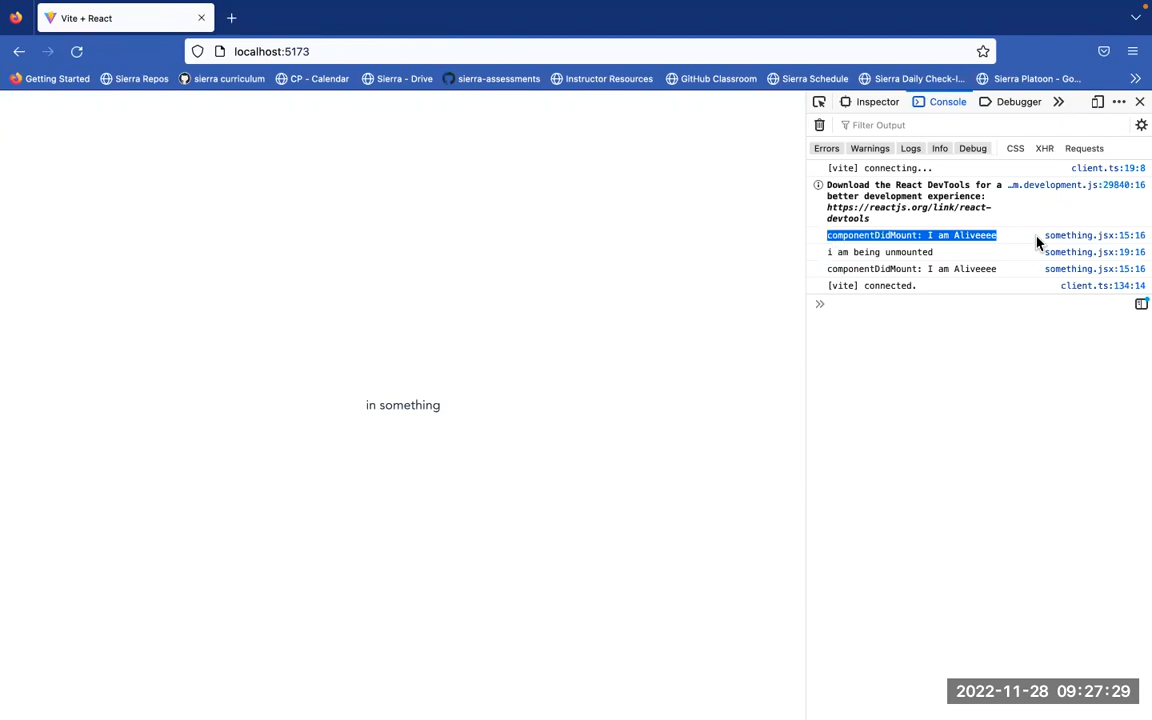 Vite + React
localhost:5173
Getting Started
Sierra Repos
sierra curriculum
CP - Calendar
Sierra - Drive
sierra-assessments
Instructor Resources
GitHub Classroom
Sierra Schedule
Sierra Daily Check-I...
Sierra Platoon - Go...
Inspector
Console
Debugger
Filter Output
Errors
Warnings
Logs
Info
Debug
CSS
XHR
Requests
[vite] connecting... client.ts:19:8
Download the React DevTools for a …m.development.js:29840:16
better development experience:
https://reactjs.org/link/react-
devtools
componentDidMount: I am Aliveeee something.jsx:15:16
i am being unmounted something.jsx:19:16
componentDidMount: I am Aliveeee something.jsx:15:16
[vite] connected. client.ts:134:14
in something
2022-11-28 09:27:29